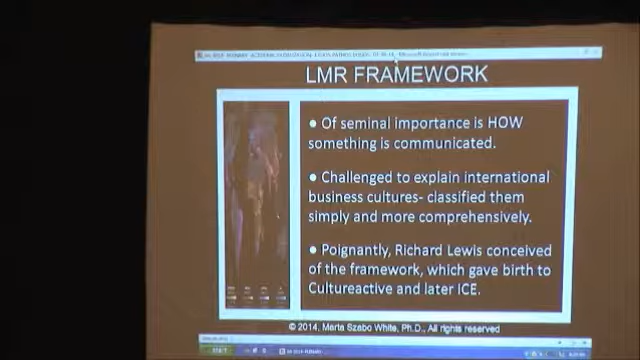 LMR FRAMEWORK
● Of seminal importance is HOW
something is communicated.
● Challenged to explain international
business cultures- classified them
simply and more comprehensively.
● Poignantly, Richard Lewis conceived
of the framework, which gave birth to
Cultureactive and later ICE.
© 2014, Marta Szabo White, Ph.D., All rights reserved